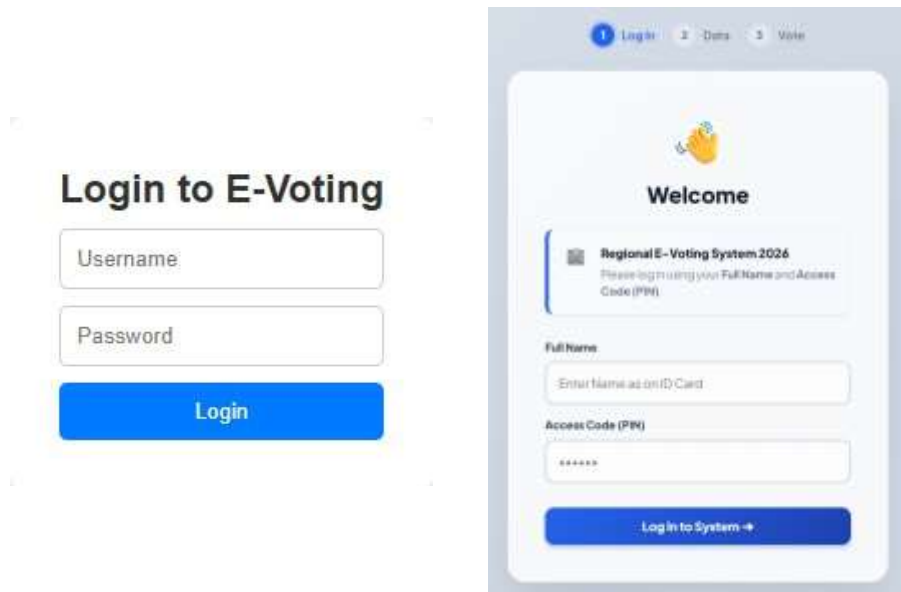 Login to E-Voting
Username
Password
Login
1 Login 2 Data 3 Vote
Welcome
Regional E-Voting System 2026
Please log in using your Full Name and Access
Code (PIN)
Full Name
Enter Name as on ID Card
Access Code (PIN)
••••••
Log in to System →